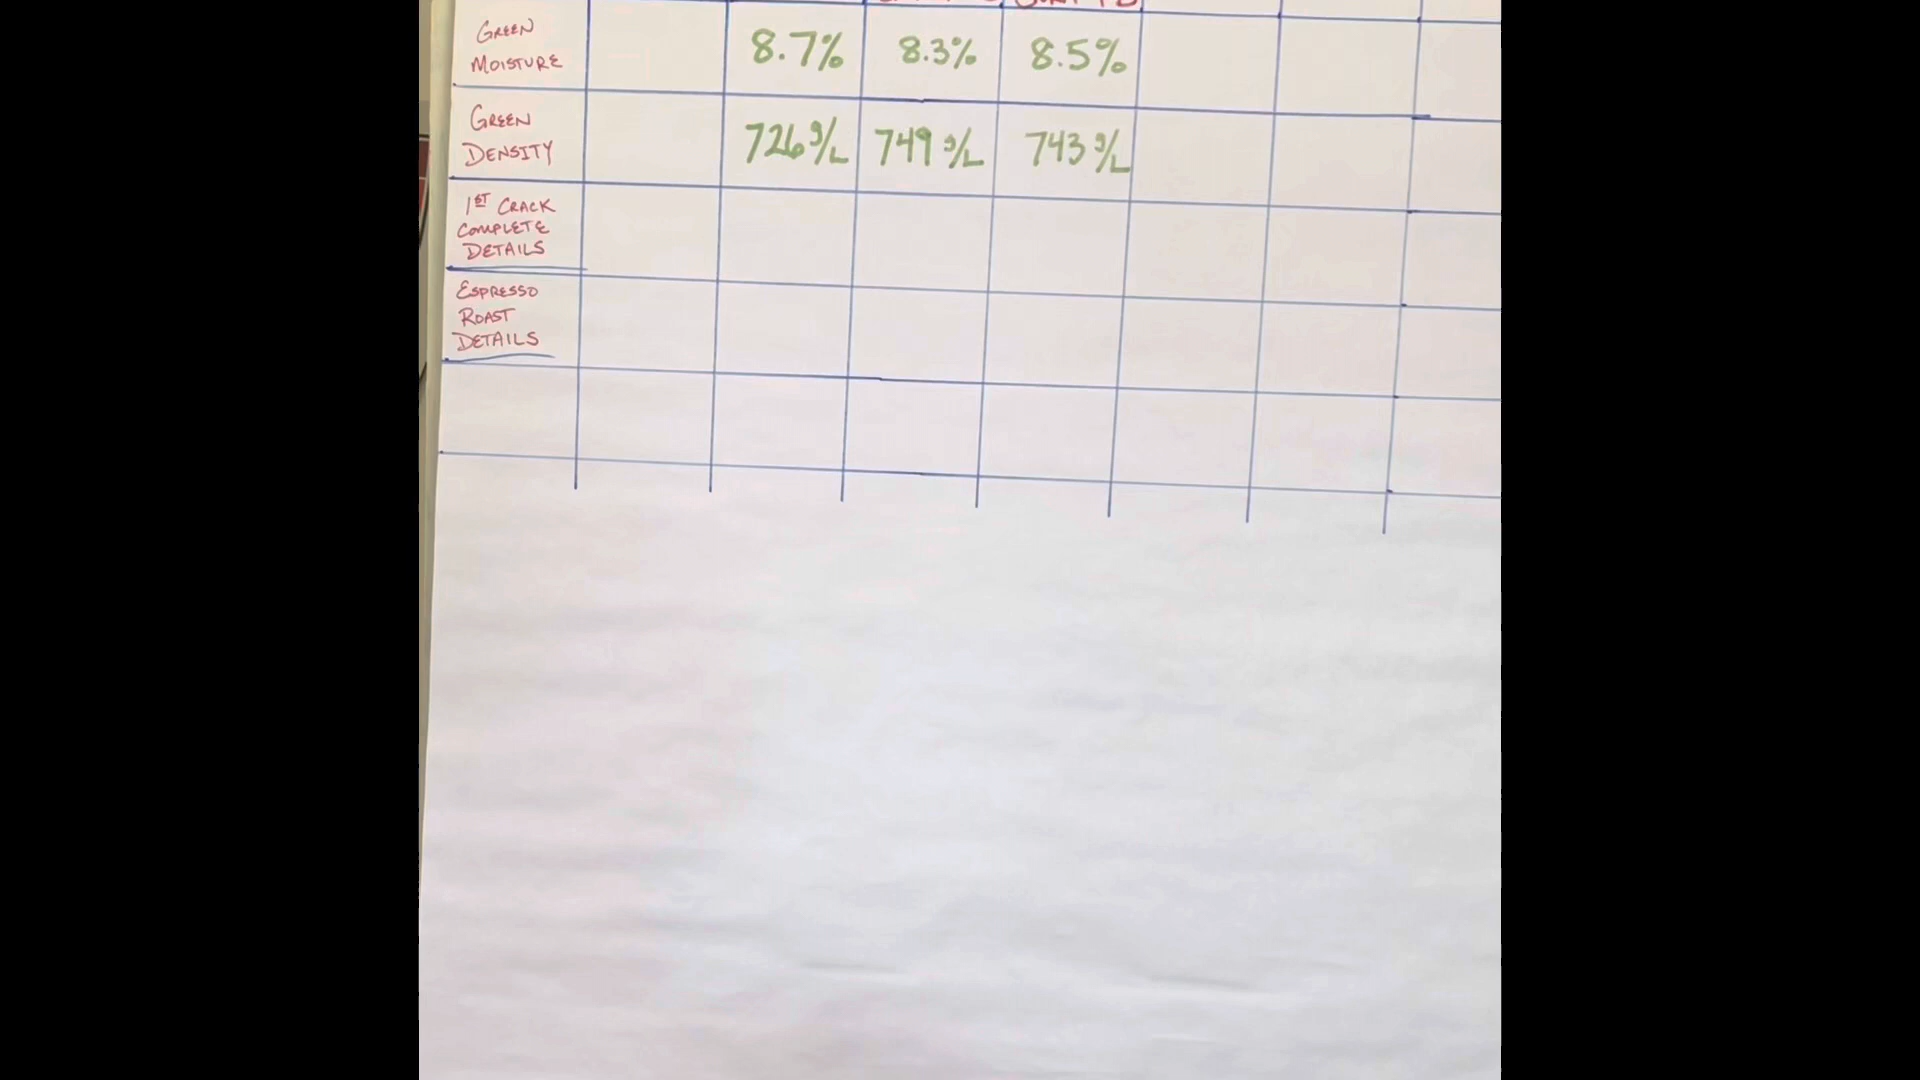 GREEN
MOISTURE
8.7% 8.3% 8.5%
GREEN
DENSITY
726 g/L 749 g/L 743 g/L
1ST CRACK
COMPLETE
DETAILS
ESPRESSO
ROAST
DETAILS